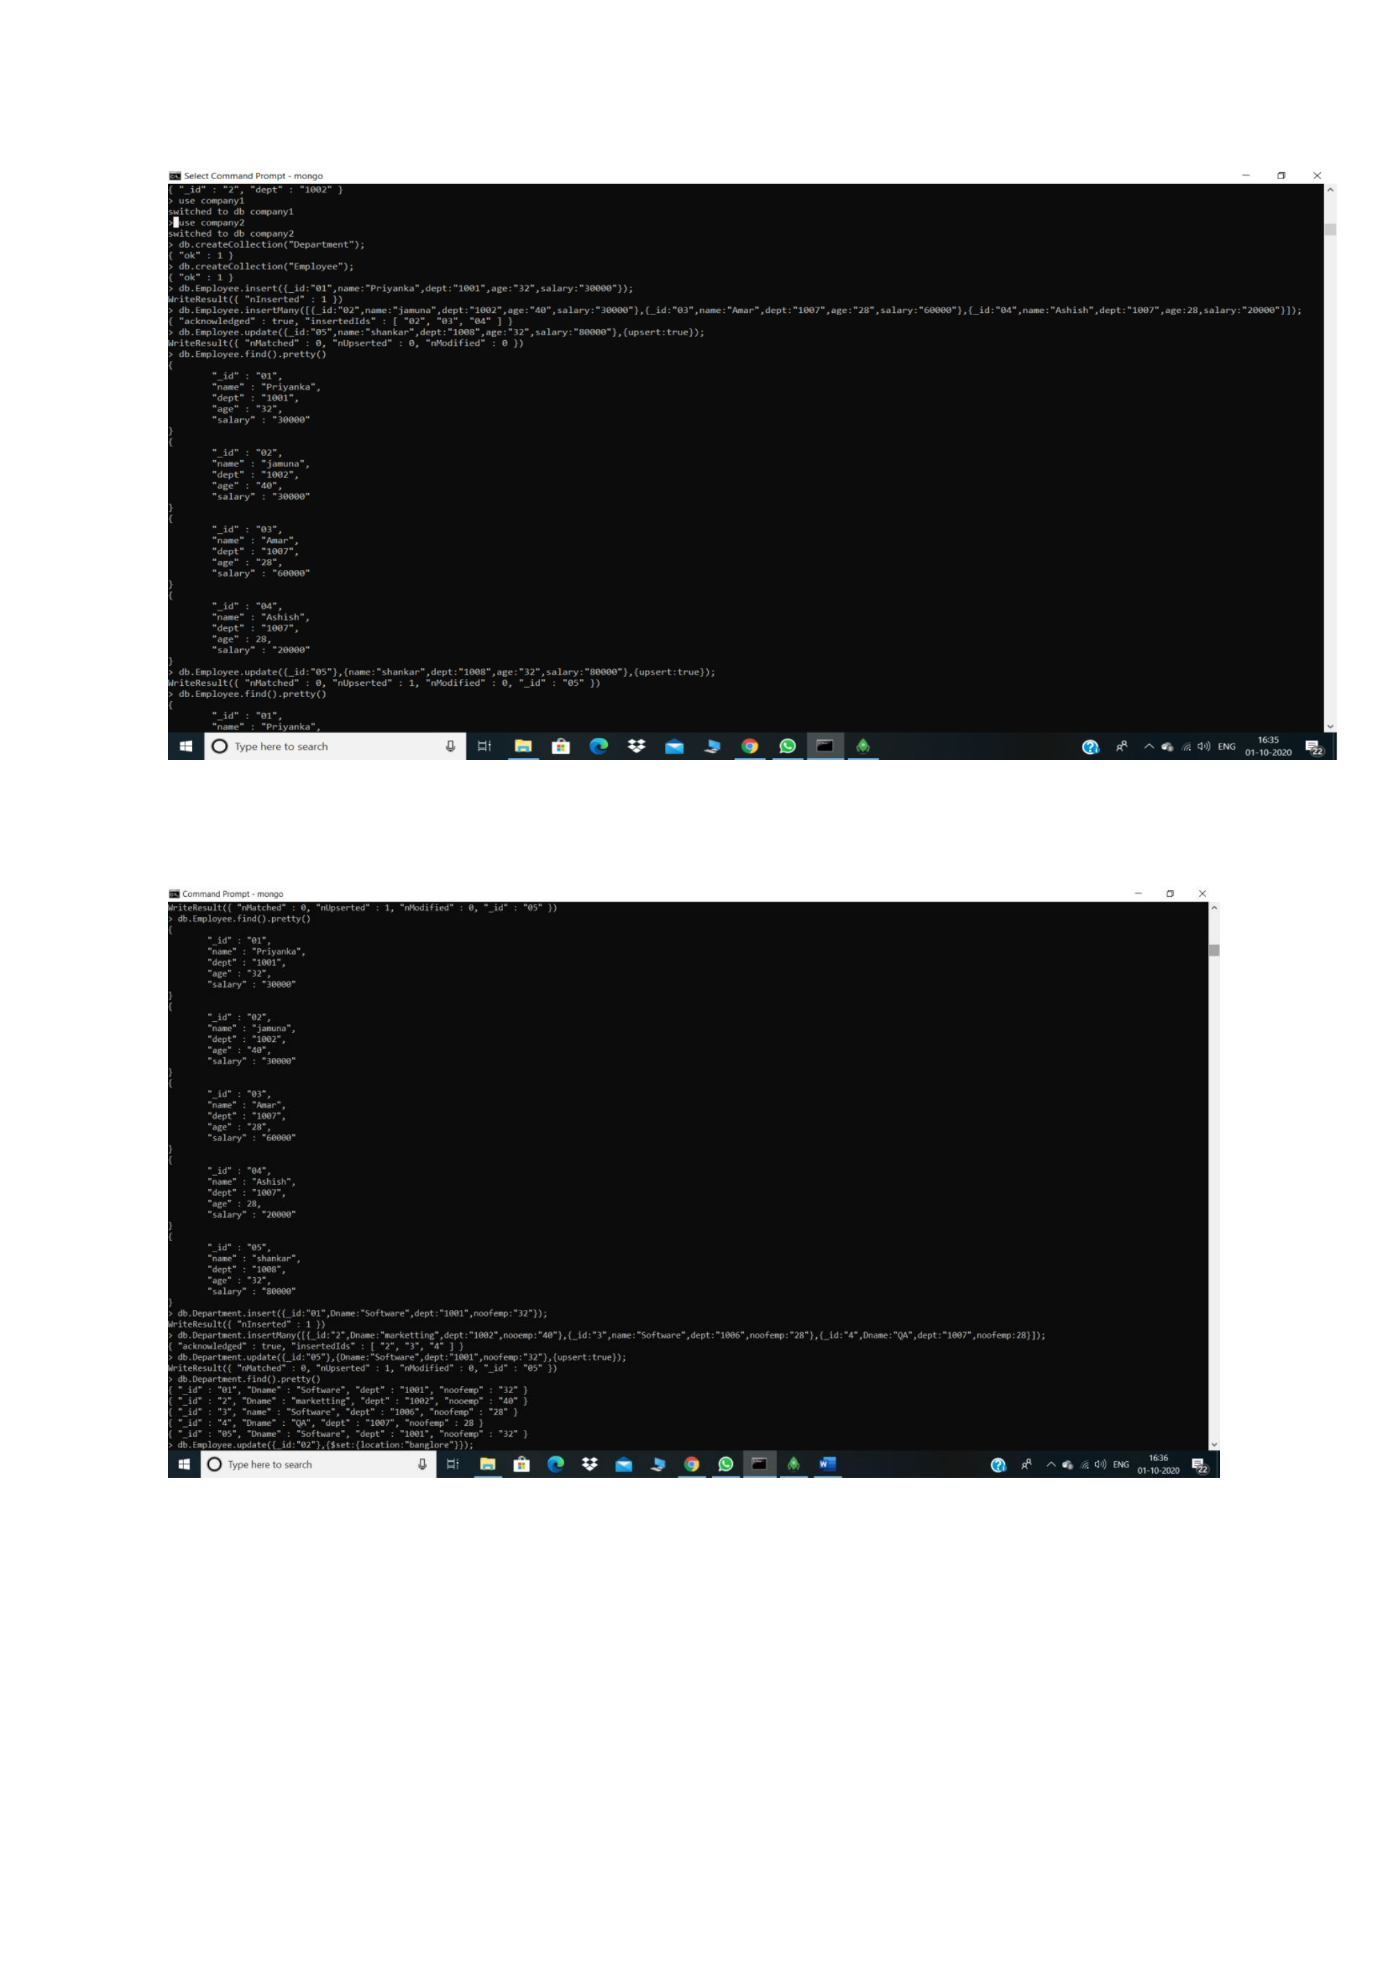 Select Command Prompt - mongo
{ "_id" : "2", "dept" : "1002" }
> use company1
switched to db company1
> use company2
switched to db company2
> db.createCollection("Department");
{ "ok" : 1 }
> db.createCollection("Employee");
{ "ok" : 1 }
> db.Employee.insert({_id:"01",name:"Priyanka",dept:"1001",age:"32",salary:"30000"});
WriteResult({ "nInserted" : 1 })
> db.Employee.insertMany([{_id:"02",name:"jamuna",dept:"1002",age:"40",salary:"30000"},{_id:"03",name:"Amar",dept:"1007",age:"28",salary:"60000"},{_id:"04",name:"Ashish",dept:"1007",age:28,salary:"20000"}]);
{ "acknowledged" : true, "insertedIds" : [ "02", "03", "04" ] }
> db.Employee.update({_id:"05",name:"shankar",dept:"1008",age:"32",salary:"80000"},{upsert:true});
WriteResult({ "nMatched" : 0, "nUpserted" : 0, "nModified" : 0 })
> db.Employee.find().pretty()
{
"_id" : "01",
"name" : "Priyanka",
"dept" : "1001",
"age" : "32",
"salary" : "30000"
}
{
"_id" : "02",
"name" : "jamuna",
"dept" : "1002",
"age" : "40",
"salary" : "30000"
}
{
"_id" : "03",
"name" : "Amar",
"dept" : "1007",
"age" : "28",
"salary" : "60000"
}
{
"_id" : "04",
"name" : "Ashish",
"dept" : "1007",
"age" : 28,
"salary" : "20000"
}
> db.Employee.update({_id:"05"},{name:"shankar",dept:"1008",age:"32",salary:"80000"},{upsert:true});
WriteResult({ "nMatched" : 0, "nUpserted" : 1, "nModified" : 0, "_id" : "05" })
> db.Employee.find().pretty()
{
"_id" : "01",
"name" : "Priyanka",
Type here to search
ENG
16:35
01-10-2020
22
Command Prompt - mongo
WriteResult({ "nMatched" : 0, "nUpserted" : 1, "nModified" : 0, "_id" : "05" })
> db.Employee.find().pretty()
{
"_id" : "01",
"name" : "Priyanka",
"dept" : "1001",
"age" : "32",
"salary" : "30000"
}
{
"_id" : "02",
"name" : "jamuna",
"dept" : "1002",
"age" : "40",
"salary" : "30000"
}
{
"_id" : "03",
"name" : "Amar",
"dept" : "1007",
"age" : "28",
"salary" : "60000"
}
{
"_id" : "04",
"name" : "Ashish",
"dept" : "1007",
"age" : 28,
"salary" : "20000"
}
{
"_id" : "05",
"name" : "shankar",
"dept" : "1008",
"age" : "32",
"salary" : "80000"
}
> db.Department.insert({_id:"01",Dname:"Software",dept:"1001",noofemp:"32"});
WriteResult({ "nInserted" : 1 })
> db.Department.insertMany([{_id:"2",Dname:"marketting",dept:"1002",nooemp:"40"},{_id:"3",name:"Software",dept:"1006",noofemp:"28"},{_id:"4",Dname:"QA",dept:"1007",noofemp:28}]);
{ "acknowledged" : true, "insertedIds" : [ "2", "3", "4" ] }
> db.Department.update({_id:"05"},{Dname:"Software",dept:"1001",noofemp:"32"},{upsert:true});
WriteResult({ "nMatched" : 0, "nUpserted" : 1, "nModified" : 0, "_id" : "05" })
> db.Department.find().pretty()
{ "_id" : "01", "Dname" : "Software", "dept" : "1001", "noofemp" : "32" }
{ "_id" : "2", "Dname" : "marketting", "dept" : "1002", "nooemp" : "40" }
{ "_id" : "3", "name" : "Software", "dept" : "1006", "noofemp" : "28" }
{ "_id" : "4", "Dname" : "QA", "dept" : "1007", "noofemp" : 28 }
{ "_id" : "05", "Dname" : "Software", "dept" : "1001", "noofemp" : "32" }
> db.Employee.update({_id:"02"},{$set:{location:"banglore"}});
Type here to search
ENG
16:36
01-10-2020
22